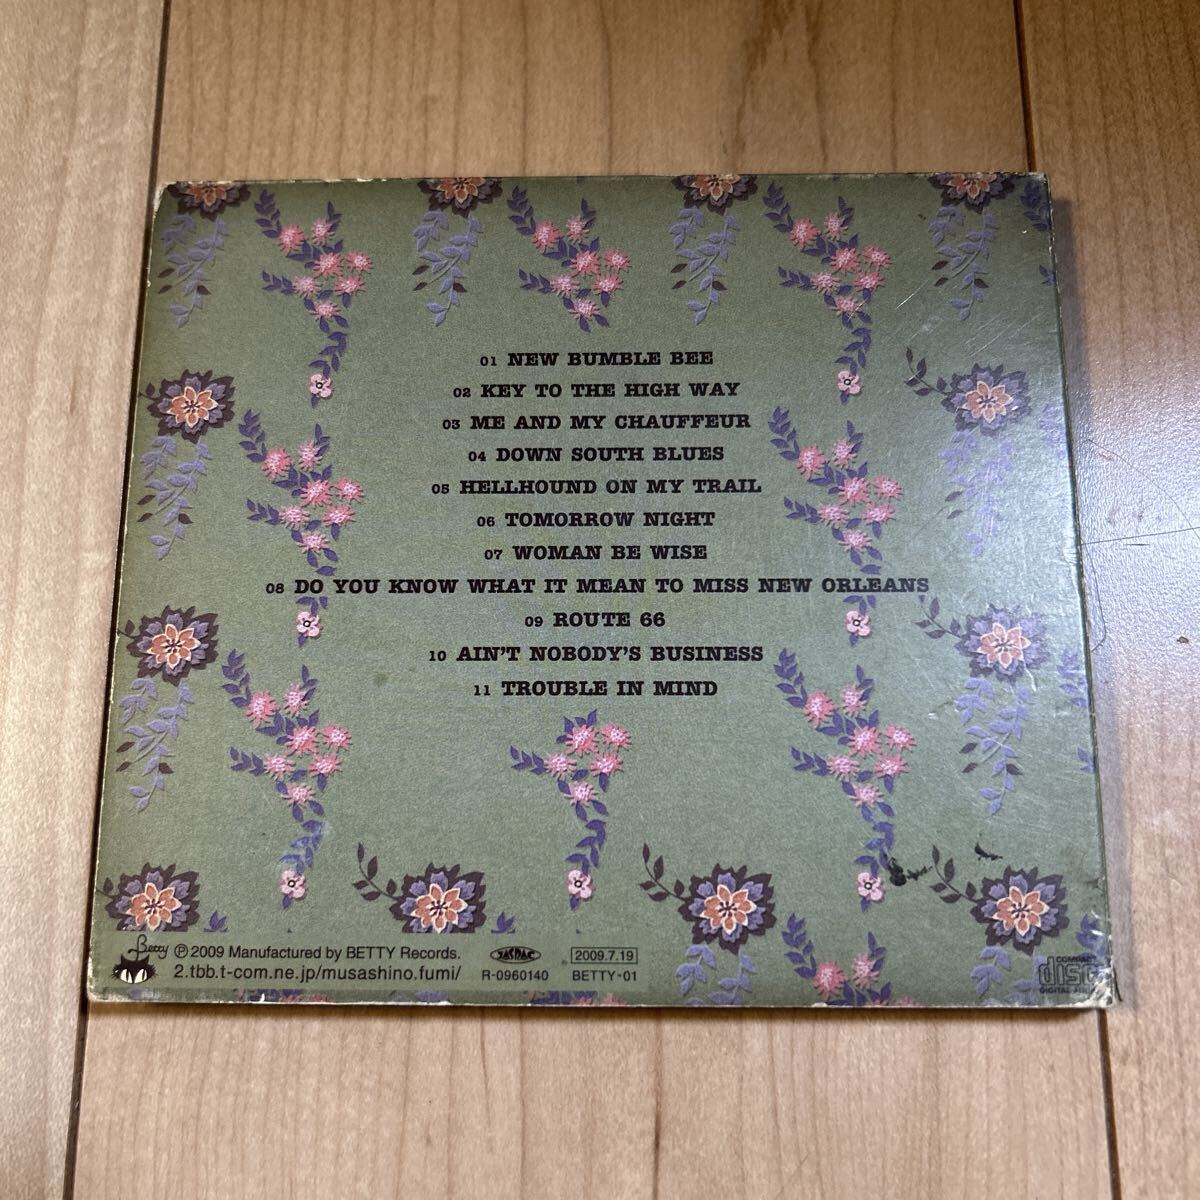 01 NEW BUMBLE BEE
02 KEY TO THE HIGH WAY
03 ME AND MY CHAUFFEUR
04 DOWN SOUTH BLUES
05 HELLHOUND ON MY TRAIL
06 TOMORROW NIGHT
07 WOMAN BE WISE
08 DO YOU KNOW WHAT IT MEAN TO MISS NEW ORLEANS
09 ROUTE 66
10 AIN'T NOBODY'S BUSINESS
11 TROUBLE IN MIND
Betty ℗ 2009 Manufactured by BETTY Records. JASRAC 2009.7.19
2.tbb.t-com.ne.jp/musashino.fumi/ R-0960140 BETTY-01
COMPACT
disc
DIGITAL AUDIO